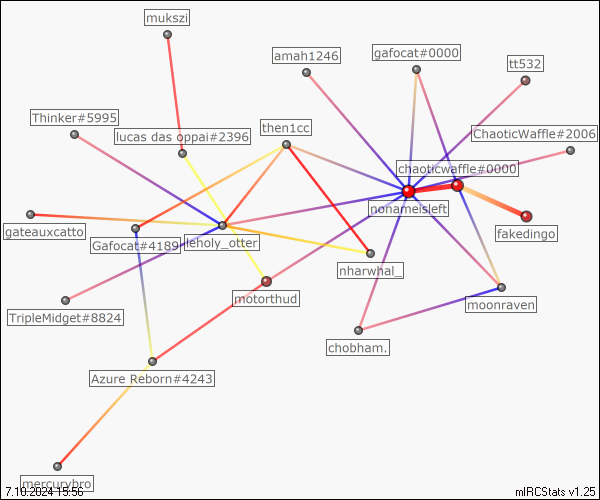 mukszi
amah1246
gafocat#0000
tt532
Thinker#5995
lucas das oppai#2396
then1cc
ChaoticWaffle#2006
chaoticwaffle#0000
nonameisleft
gateauxcatto
Gafocat#4189
leholy_otter
fakedingo
nharwhal_
motorthud
moonraven
TripleMidget#8824
chobham.
Azure Reborn#4243
mercurybro
7.10.2024 15:56
mIRCStats v1.25